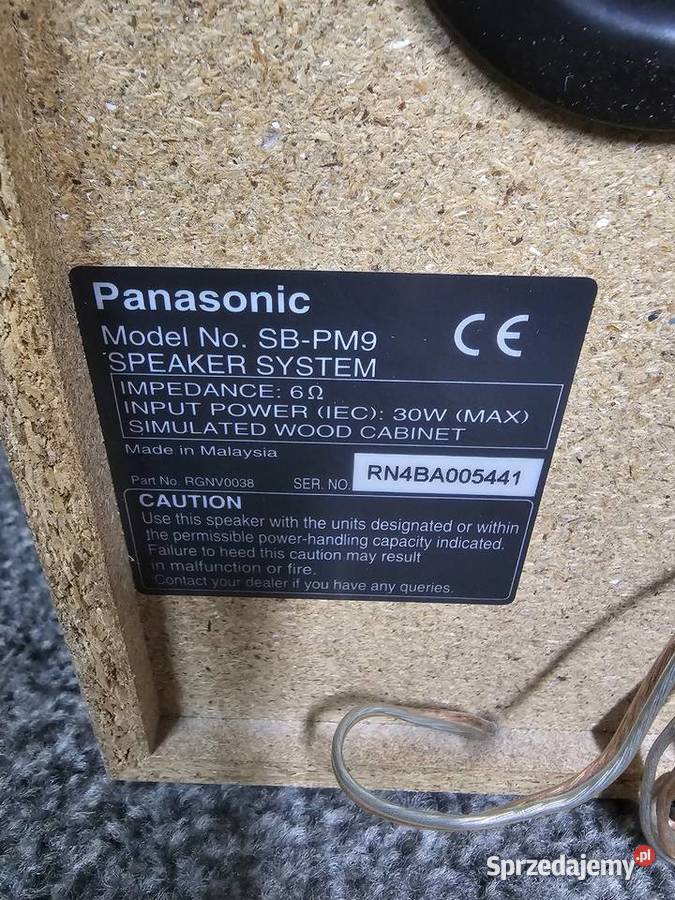 Panasonic
CE
Model No. SB-PM9
SPEAKER SYSTEM
IMPEDANCE: 6Ω
INPUT POWER (IEC): 30W (MAX)
SIMULATED WOOD CABINET
Made in Malaysia
Part No. RGNV0038 SER. NO. RN4BA005441
CAUTION
Use this speaker with the units designated or within
the permissible power-handling capacity indicated.
Failure to heed this caution may result
in malfunction or fire.
Contact your dealer if you have any queries.
Sprzedajemy.pl